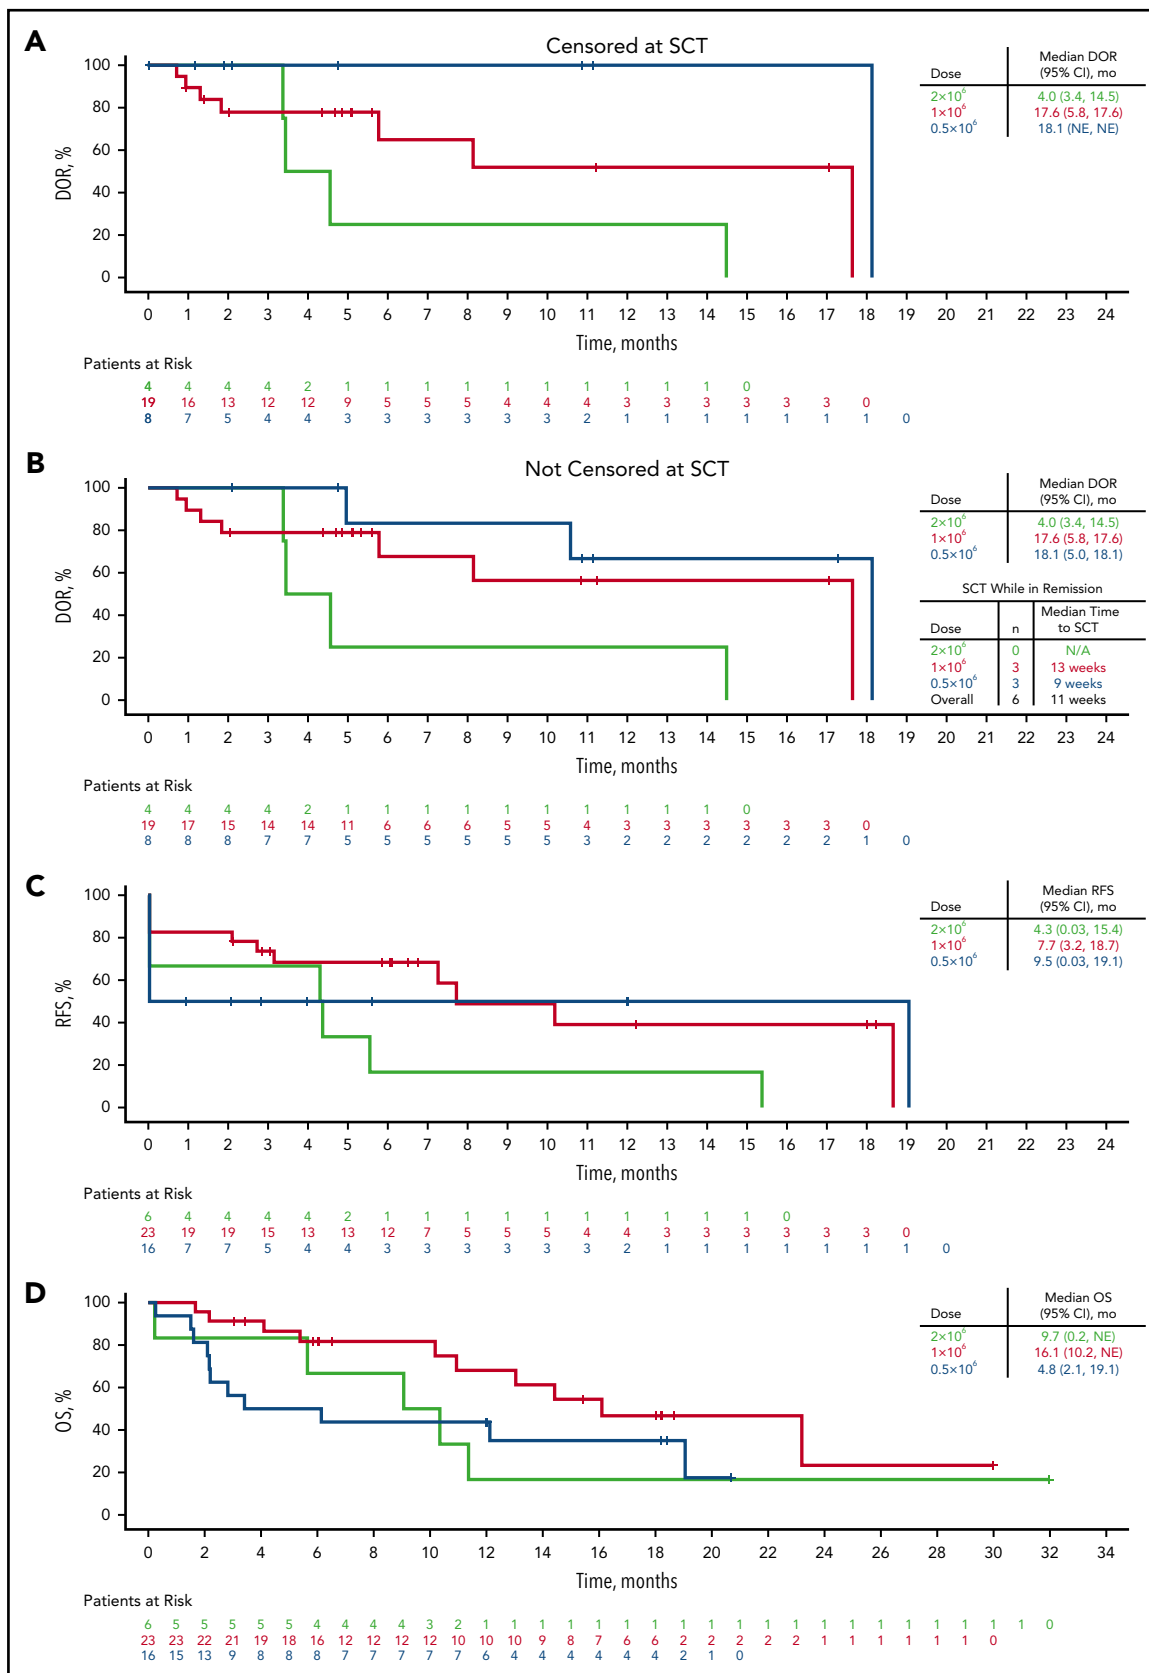 A
Censored at SCT
DOR, %
100
80
60
40
20
0
0 1 2 3 4 5 6 7 8 9 10 11 12 13 14 15 16 17 18 19 20 21 22 23 24
Time, months
Dose Median DOR (95% CI), mo
2×10⁶ 4.0 (3.4, 14.5)
1×10⁶ 17.6 (5.8, 17.6)
0.5×10⁶ 18.1 (NE, NE)
Patients at Risk
4 4 4 4 2 1 1 1 1 1 1 1 1 1 1 0
19 16 13 12 12 9 5 5 5 4 4 4 3 3 3 3 3 3 0
8 7 5 4 4 3 3 3 3 3 3 2 1 1 1 1 1 1 1 0
B
Not Censored at SCT
DOR, %
100
80
60
40
20
0
0 1 2 3 4 5 6 7 8 9 10 11 12 13 14 15 16 17 18 19 20 21 22 23 24
Time, months
Dose Median DOR (95% CI), mo
2×10⁶ 4.0 (3.4, 14.5)
1×10⁶ 17.6 (5.8, 17.6)
0.5×10⁶ 18.1 (5.0, 18.1)
SCT While in Remission
Dose n Median Time to SCT
2×10⁶ 0 N/A
1×10⁶ 3 13 weeks
0.5×10⁶ 3 9 weeks
Overall 6 11 weeks
Patients at Risk
4 4 4 4 2 1 1 1 1 1 1 1 1 1 1 0
19 17 15 14 14 11 6 6 6 5 5 4 3 3 3 3 3 3 0
8 8 8 7 7 5 5 5 5 5 5 3 2 2 2 2 2 2 1 0
C
RFS, %
100
80
60
40
20
0
0 1 2 3 4 5 6 7 8 9 10 11 12 13 14 15 16 17 18 19 20 21 22 23 24
Time, months
Dose Median RFS (95% CI), mo
2×10⁶ 4.3 (0.03, 15.4)
1×10⁶ 7.7 (3.2, 18.7)
0.5×10⁶ 9.5 (0.03, 19.1)
Patients at Risk
6 4 4 4 4 2 1 1 1 1 1 1 1 1 1 1 0
23 19 19 15 13 13 12 7 5 5 5 4 4 3 3 3 3 3 3 0
16 7 7 5 4 4 3 3 3 3 3 3 2 1 1 1 1 1 1 1 0
D
OS, %
100
80
60
40
20
0
0 2 4 6 8 10 12 14 16 18 20 22 24 26 28 30 32 34
Time, months
Dose Median OS (95% CI), mo
2×10⁶ 9.7 (0.2, NE)
1×10⁶ 16.1 (10.2, NE)
0.5×10⁶ 4.8 (2.1, 19.1)
Patients at Risk
6 5 5 5 5 5 4 4 4 4 3 2 1 1 1 1 1 1 1 1 1 1 1 1 1 1 1 1 1 1 1 1 0
23 23 22 21 19 18 16 12 12 12 12 10 10 10 9 8 7 6 6 2 2 2 2 2 1 1 1 1 1 1 0
16 15 13 9 8 8 8 7 7 7 7 7 6 4 4 4 4 4 4 2 1 0